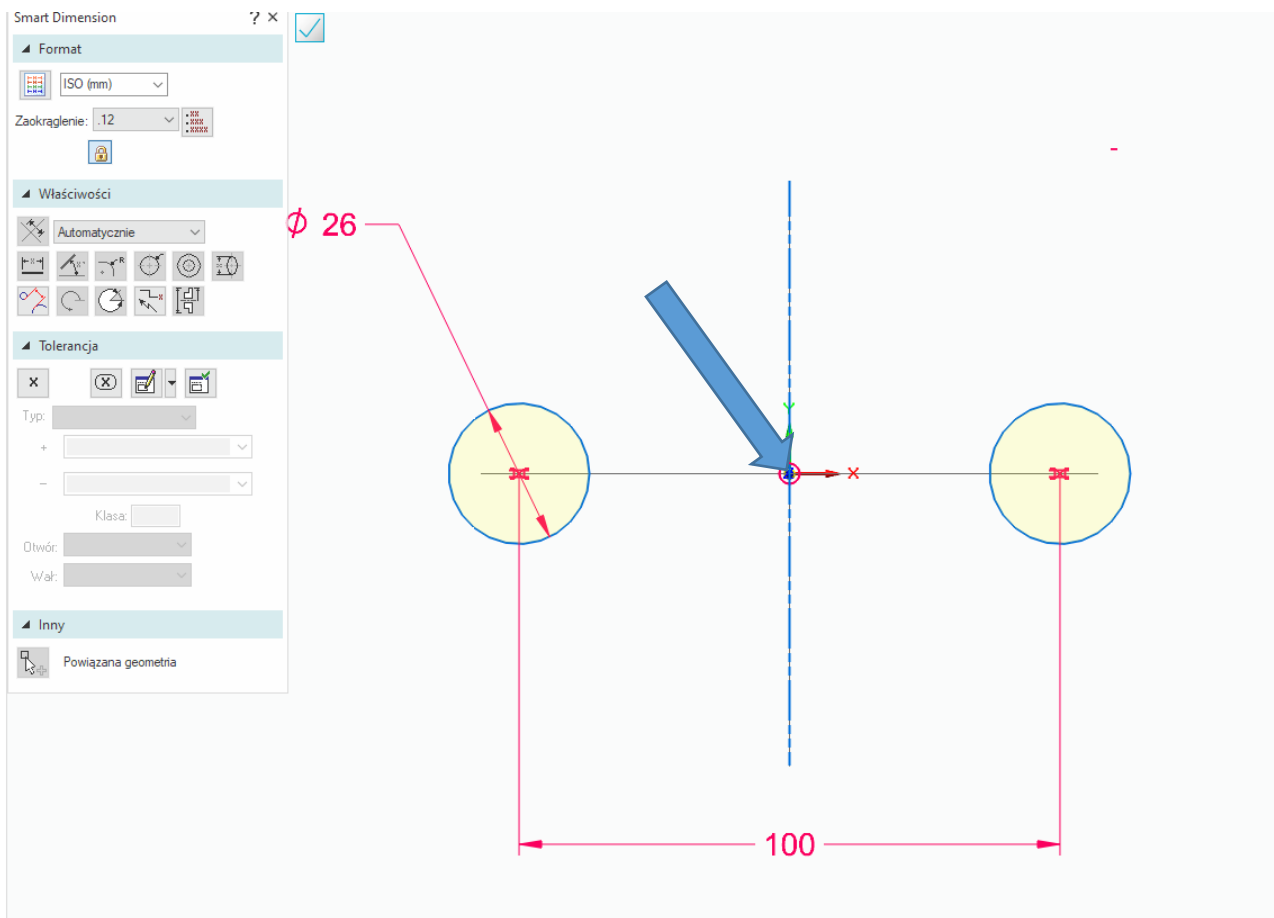 Smart Dimension ? ×
Format
ISO (mm)
Zaokrąglenie: .12
Właściwości
Automatycznie
Tolerancja
Typ:
+
−
Klasa:
Otwór:
Wał:
Inny
Powiązana geometria
Ø 26
Y
X
100